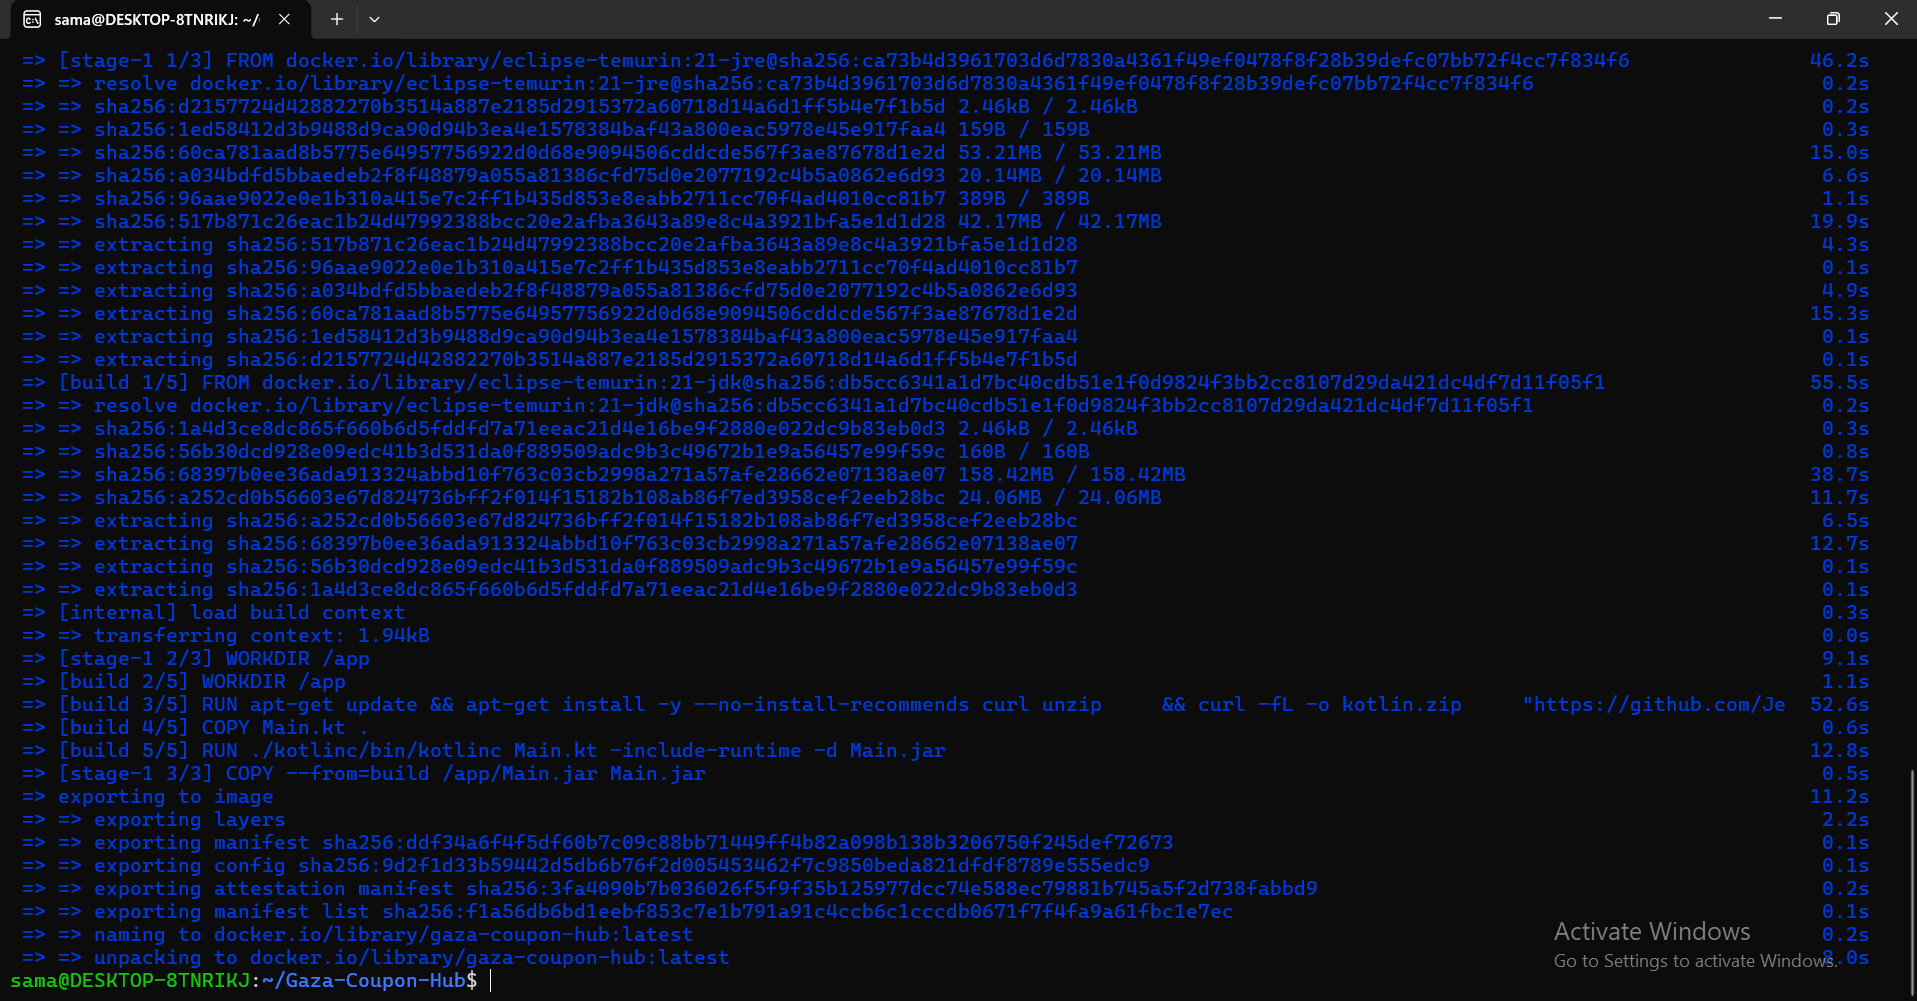 sama@DESKTOP-8TNRIKJ: ~/
=> [stage-1 1/3] FROM docker.io/library/eclipse-temurin:21-jre@sha256:ca73b4d3961703d6d7830a4361f49ef0478f8f28b39defc07bb72f4cc7f834f6 46.2s
=> => resolve docker.io/library/eclipse-temurin:21-jre@sha256:ca73b4d3961703d6d7830a4361f49ef0478f8f28b39defc07bb72f4cc7f834f6 0.2s
=> => sha256:d2157724d42882270b3514a887e2185d2915372a60718d14a6d1ff5b4e7f1b5d 2.46kB / 2.46kB 0.2s
=> => sha256:1ed58412d3b9488d9ca90d94b3ea4e1578384baf43a800eac5978e45e917faa4 159B / 159B 0.3s
=> => sha256:60ca781aad8b5775e64957756922d0d68e9094506cddcde567f3ae87678d1e2d 53.21MB / 53.21MB 15.0s
=> => sha256:a034bdfd5bbaedeb2f8f48879a055a81386cfd75d0e2077192c4b5a0862e6d93 20.14MB / 20.14MB 6.6s
=> => sha256:96aae9022e0e1b310a415e7c2ff1b435d853e8eabb2711cc70f4ad4010cc81b7 389B / 389B 1.1s
=> => sha256:517b871c26eac1b24d47992388bcc20e2afba3643a89e8c4a3921bfa5e1d1d28 42.17MB / 42.17MB 19.9s
=> => extracting sha256:517b871c26eac1b24d47992388bcc20e2afba3643a89e8c4a3921bfa5e1d1d28 4.3s
=> => extracting sha256:96aae9022e0e1b310a415e7c2ff1b435d853e8eabb2711cc70f4ad4010cc81b7 0.1s
=> => extracting sha256:a034bdfd5bbaedeb2f8f48879a055a81386cfd75d0e2077192c4b5a0862e6d93 4.9s
=> => extracting sha256:60ca781aad8b5775e64957756922d0d68e9094506cddcde567f3ae87678d1e2d 15.3s
=> => extracting sha256:1ed58412d3b9488d9ca90d94b3ea4e1578384baf43a800eac5978e45e917faa4 0.1s
=> => extracting sha256:d2157724d42882270b3514a887e2185d2915372a60718d14a6d1ff5b4e7f1b5d 0.1s
=> [build 1/5] FROM docker.io/library/eclipse-temurin:21-jdk@sha256:db5cc6341a1d7bc40cdb51e1f0d9824f3bb2cc8107d29da421dc4df7d11f05f1 55.5s
=> => resolve docker.io/library/eclipse-temurin:21-jdk@sha256:db5cc6341a1d7bc40cdb51e1f0d9824f3bb2cc8107d29da421dc4df7d11f05f1 0.2s
=> => sha256:1a4d3ce8dc865f660b6d5fddfd7a71eeac21d4e16be9f2880e022dc9b83eb0d3 2.46kB / 2.46kB 0.3s
=> => sha256:56b30dcd928e09edc41b3d531da0f889509adc9b3c49672b1e9a56457e99f59c 160B / 160B 0.8s
=> => sha256:68397b0ee36ada913324abbd10f763c03cb2998a271a57afe28662e07138ae07 158.42MB / 158.42MB 38.7s
=> => sha256:a252cd0b56603e67d824736bff2f014f15182b108ab86f7ed3958cef2eeb28bc 24.06MB / 24.06MB 11.7s
=> => extracting sha256:a252cd0b56603e67d824736bff2f014f15182b108ab86f7ed3958cef2eeb28bc 6.5s
=> => extracting sha256:68397b0ee36ada913324abbd10f763c03cb2998a271a57afe28662e07138ae07 12.7s
=> => extracting sha256:56b30dcd928e09edc41b3d531da0f889509adc9b3c49672b1e9a56457e99f59c 0.1s
=> => extracting sha256:1a4d3ce8dc865f660b6d5fddfd7a71eeac21d4e16be9f2880e022dc9b83eb0d3 0.1s
=> [internal] load build context 0.3s
=> => transferring context: 1.94kB 0.0s
=> [stage-1 2/3] WORKDIR /app 9.1s
=> [build 2/5] WORKDIR /app 1.1s
=> [build 3/5] RUN apt-get update && apt-get install -y --no-install-recommends curl unzip     && curl -fL -o kotlin.zip     "https://github.com/Je 52.6s
=> [build 4/5] COPY Main.kt . 0.6s
=> [build 5/5] RUN ./kotlinc/bin/kotlinc Main.kt -include-runtime -d Main.jar 12.8s
=> [stage-1 3/3] COPY --from=build /app/Main.jar Main.jar 0.5s
=> exporting to image 11.2s
=> => exporting layers 2.2s
=> => exporting manifest sha256:ddf34a6f4f5df60b7c09c88bb71449ff4b82a098b138b3206750f245def72673 0.1s
=> => exporting config sha256:9d2f1d33b59442d5db6b76f2d005453462f7c9850beda821dfdf8789e555edc9 0.1s
=> => exporting attestation manifest sha256:3fa4090b7b036026f5f9f35b125977dcc74e588ec79881b745a5f2d738fabbd9 0.2s
=> => exporting manifest list sha256:f1a56db6bd1eebf853c7e1b791a91c4ccb6c1cccdb0671f7f4fa9a61fbc1e7ec 0.1s
=> => naming to docker.io/library/gaza-coupon-hub:latest 0.2s
=> => unpacking to docker.io/library/gaza-coupon-hub:latest 8.0s
sama@DESKTOP-8TNRIKJ:~/Gaza-Coupon-Hub$
Activate Windows
Go to Settings to activate Windows.